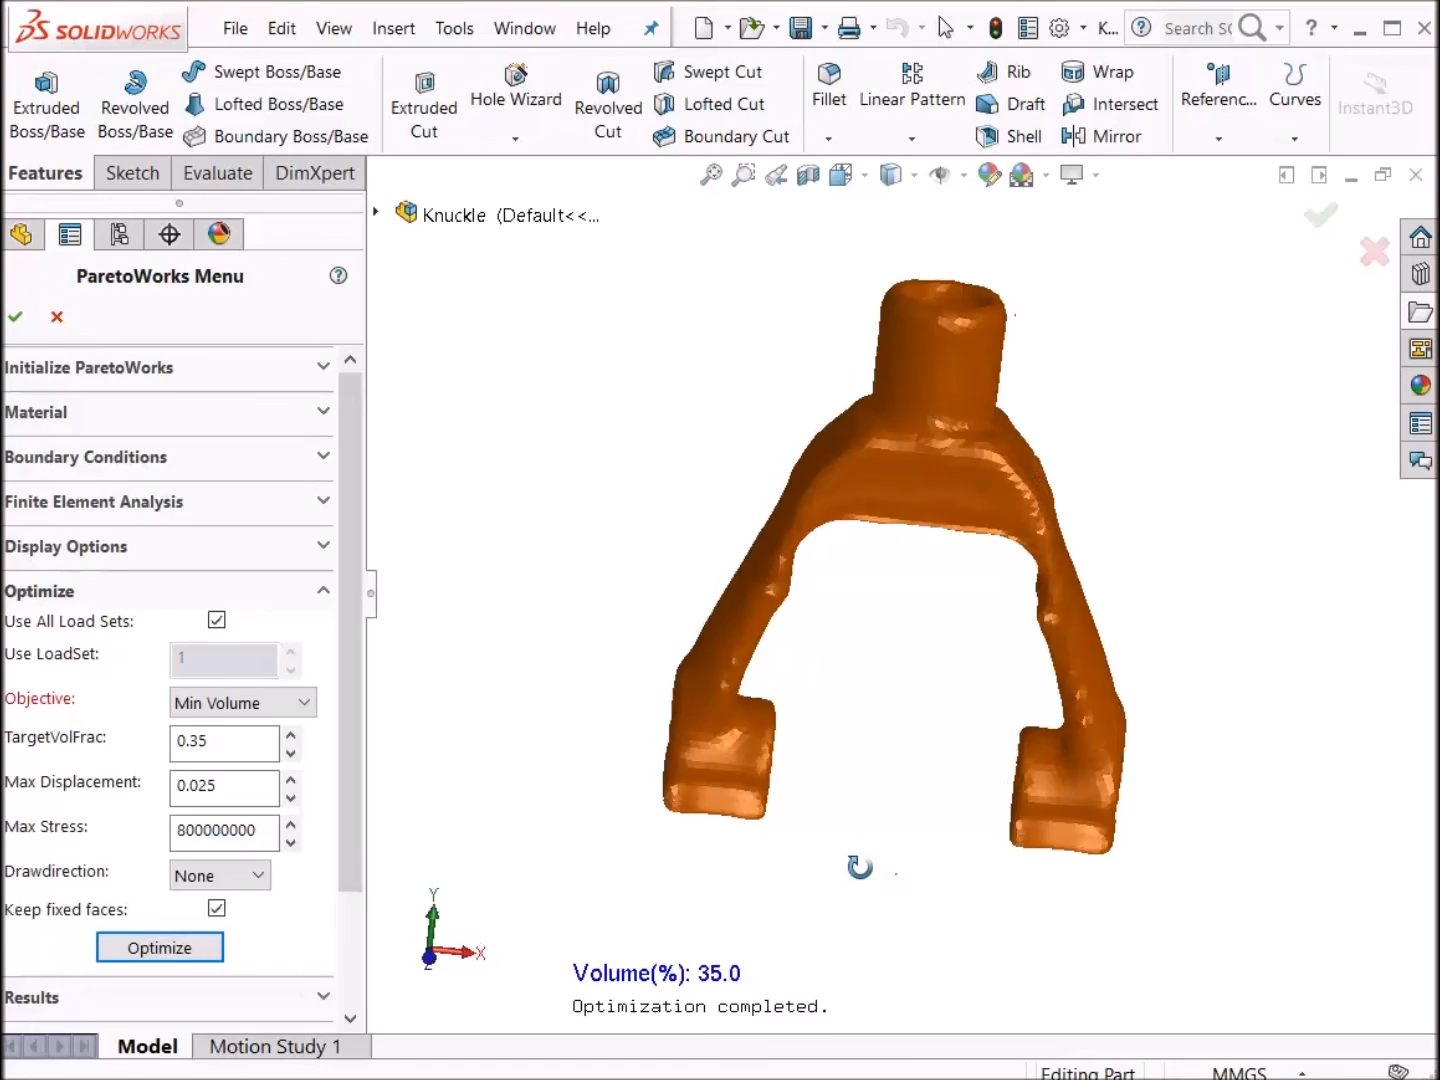 SOLIDWORKS File Edit View Insert Tools Window Help K... Search SC ?
Extruded Boss/Base
Revolved Boss/Base
Swept Boss/Base
Lofted Boss/Base
Boundary Boss/Base
Extruded Cut
Hole Wizard
Revolved Cut
Swept Cut
Lofted Cut
Boundary Cut
Fillet
Linear Pattern
Rib
Draft
Shell
Wrap
Intersect
Mirror
Referenc...
Curves
Instant3D
Features Sketch Evaluate DimXpert
Knuckle (Default<<...
ParetoWorks Menu
Initialize ParetoWorks
Material
Boundary Conditions
Finite Element Analysis
Display Options
Optimize
Use All Load Sets:
Use LoadSet: 1
Objective: Min Volume
TargetVolFrac: 0.35
Max Displacement: 0.025
Max Stress: 800000000
Drawdirection: None
Keep fixed faces:
Optimize
Results
Y
X
Z
Volume(%): 35.0
Optimization completed.
Model Motion Study 1
Editing Part MMGS